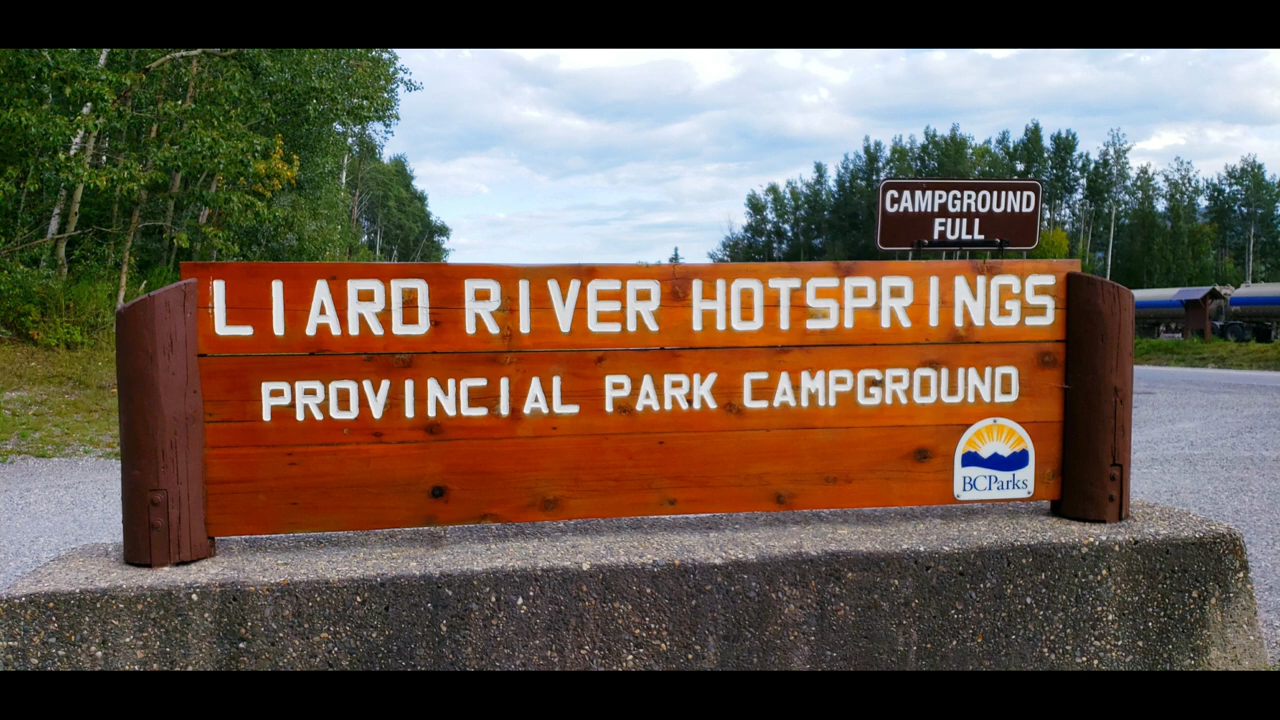 CAMPGROUND
FULL
LIARD RIVER HOTSPRINGS
PROVINCIAL PARK CAMPGROUND
BCParks